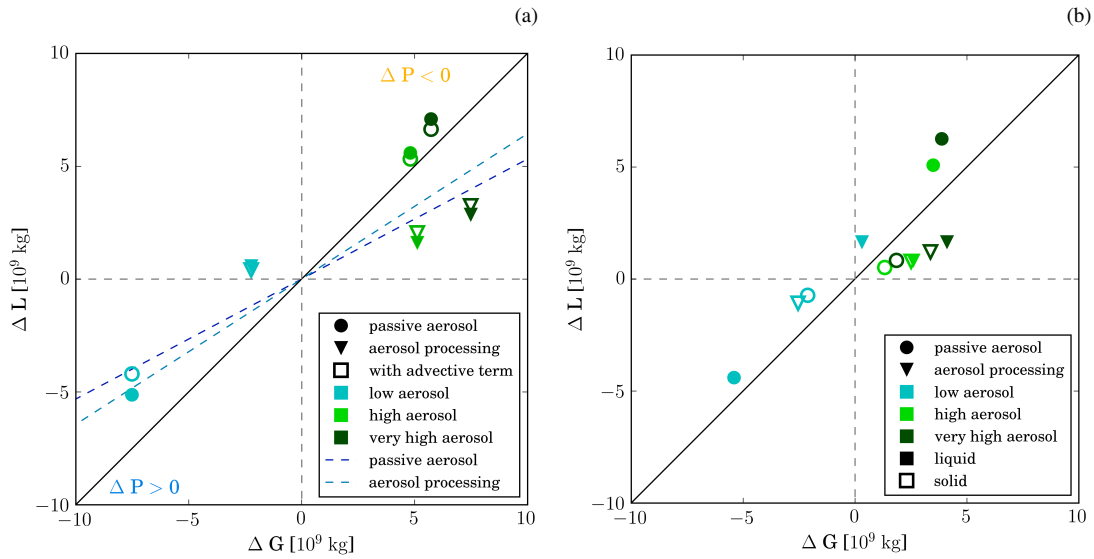 (a)
(b)
Δ P < 0
Δ P > 0
10
5
0
−5
−10
Δ L [10⁹ kg]
−10
−5
0
5
10
Δ G [10⁹ kg]
passive aerosol
aerosol processing
with advective term
low aerosol
high aerosol
very high aerosol
passive aerosol
aerosol processing
10
5
0
−5
−10
Δ L [10⁹ kg]
−10
−5
0
5
10
Δ G [10⁹ kg]
passive aerosol
aerosol processing
low aerosol
high aerosol
very high aerosol
liquid
solid